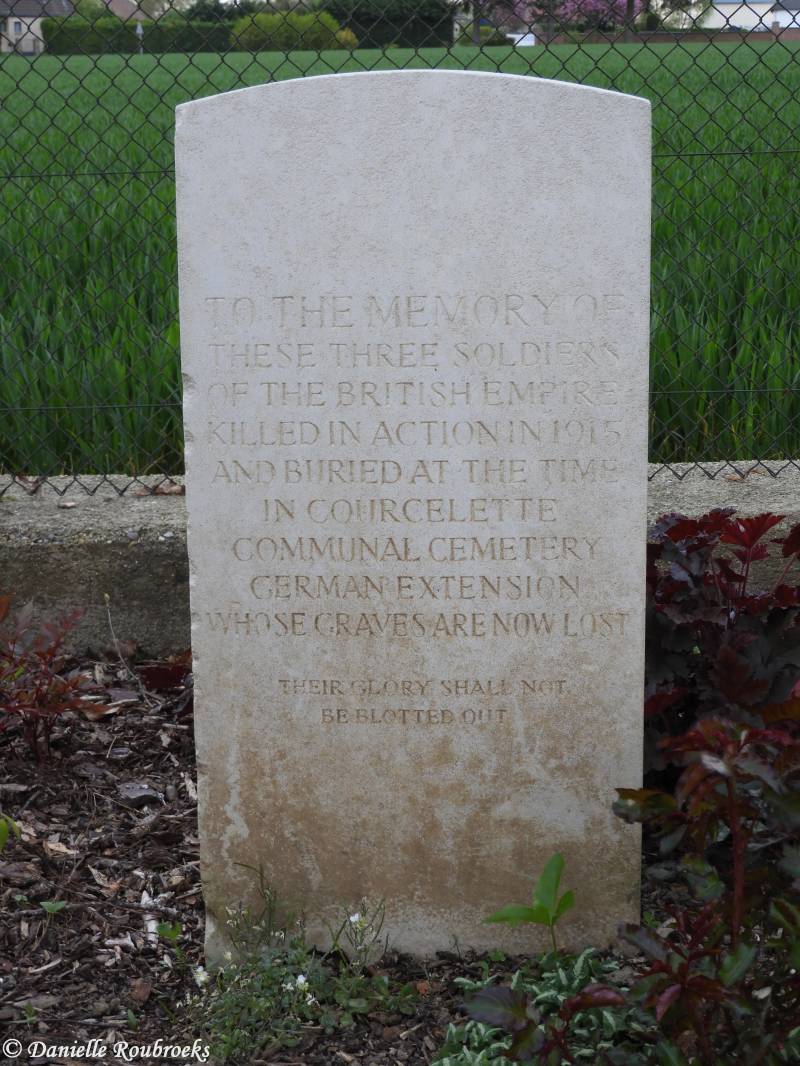 TO THE MEMORY OF
THESE THREE SOLDIERS
OF THE BRITISH EMPIRE
KILLED IN ACTION IN 1915
AND BURIED AT THE TIME
IN COURCELETTE
COMMUNAL CEMETERY
GERMAN EXTENSION
WHOSE GRAVES ARE NOW LOST
THEIR GLORY SHALL NOT
BE BLOTTED OUT
© Danielle Roubroeks